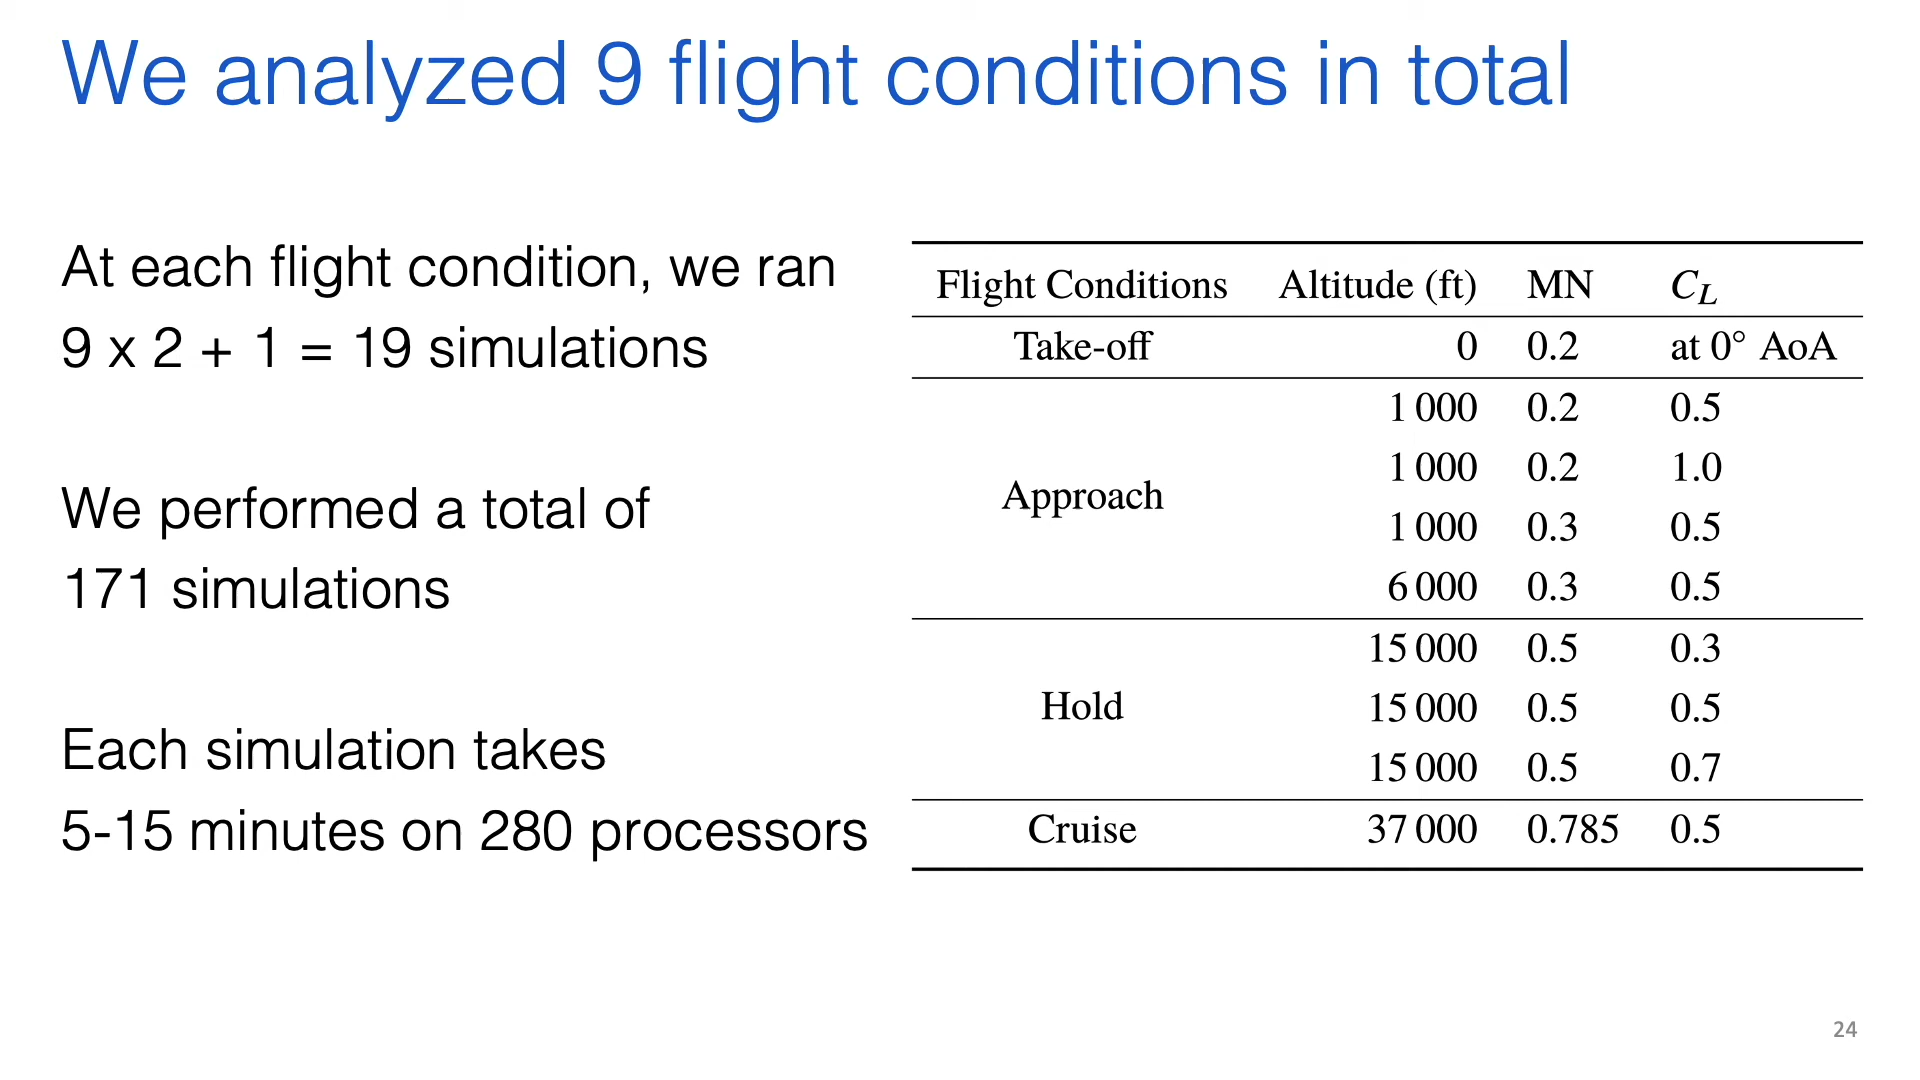 We analyzed 9 flight conditions in total
At each flight condition, we ran
9 x 2 + 1 = 19 simulations
We performed a total of
171 simulations
Each simulation takes
5-15 minutes on 280 processors
Flight Conditions Altitude (ft) MN C_L
Take-off 0 0.2 at 0° AoA
Approach
1 000 0.2 0.5
1 000 0.2 1.0
1 000 0.3 0.5
6 000 0.3 0.5
Hold
15 000 0.5 0.3
15 000 0.5 0.5
15 000 0.5 0.7
Cruise 37 000 0.785 0.5
24